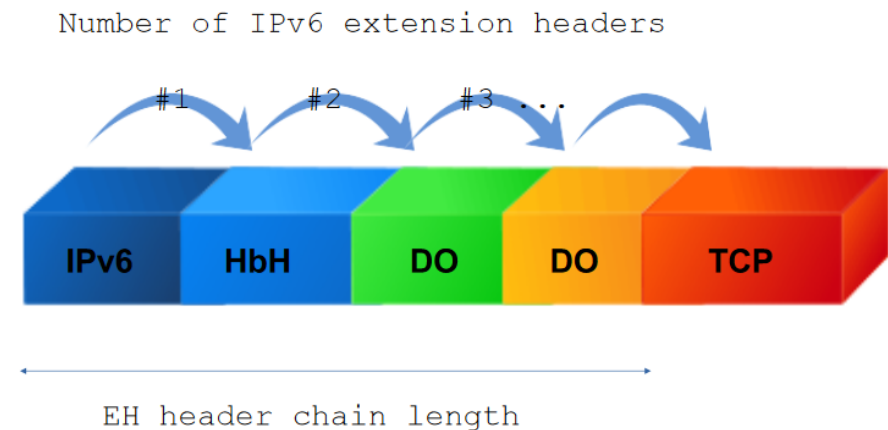 Number of IPv6 extension headers
#1 #2 #3 ...
IPv6 HbH DO DO TCP
EH header chain length